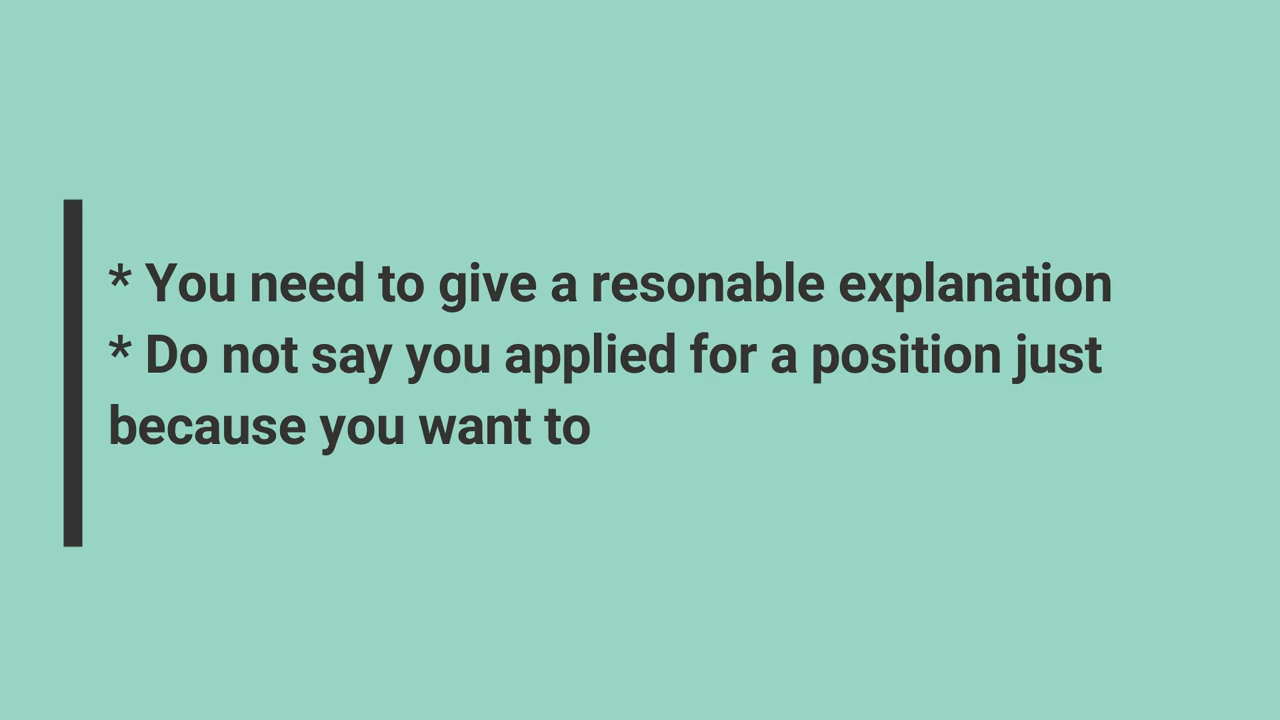 * You need to give a resonable explanation
* Do not say you applied for a position just
because you want to